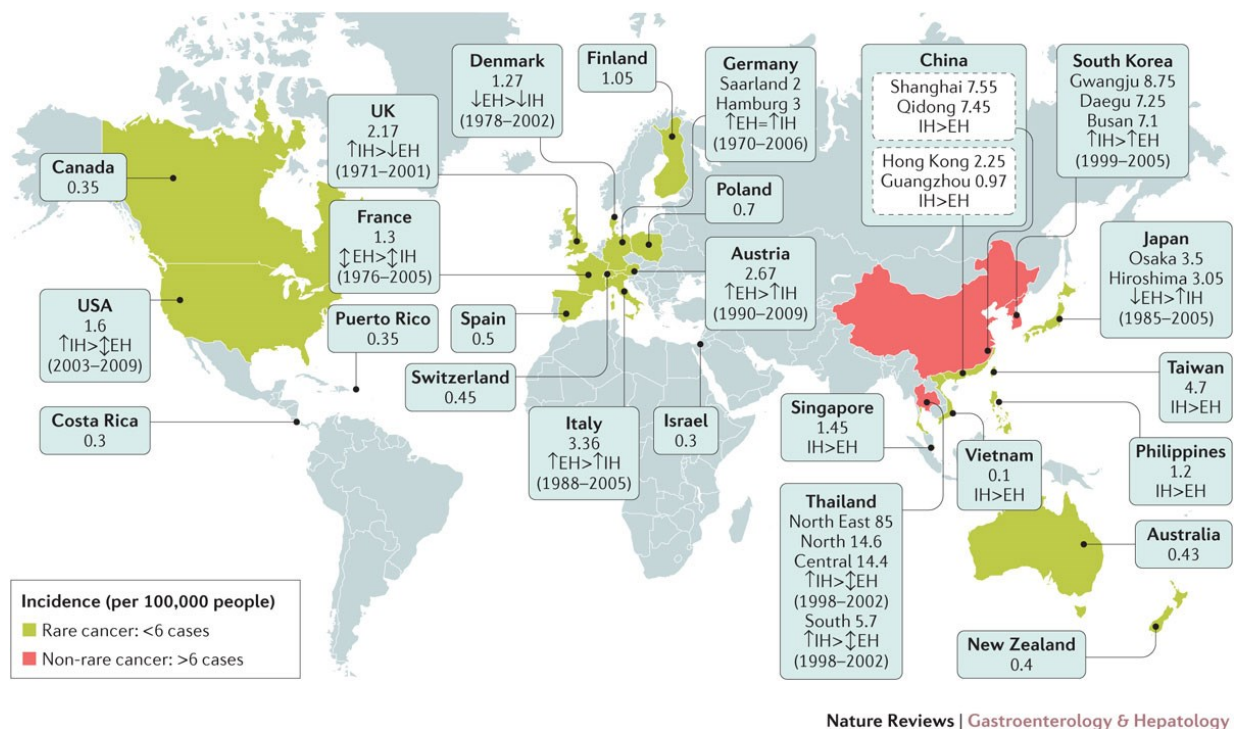 Denmark
1.27
↓EH>↓IH
(1978–2002)
Finland
1.05
Germany
Saarland 2
Hamburg 3
↑EH=↑IH
(1970–2006)
China
Shanghai 7.55
Qidong 7.45
IH>EH
Hong Kong 2.25
Guangzhou 0.97
IH>EH
South Korea
Gwangju 8.75
Daegu 7.25
Busan 7.1
↑IH>↑EH
(1999–2005)
UK
2.17
↑IH>↓EH
(1971–2001)
Canada
0.35
Poland
0.7
France
1.3
↕EH>↕IH
(1976–2005)
Austria
2.67
↑EH>↑IH
(1990–2009)
Japan
Osaka 3.5
Hiroshima 3.05
↓EH>↑IH
(1985–2005)
USA
1.6
↑IH>↕EH
(2003–2009)
Puerto Rico
0.35
Spain
0.5
Switzerland
0.45
Taiwan
4.7
IH>EH
Costa Rica
0.3
Italy
3.36
↑EH>↑IH
(1988–2005)
Israel
0.3
Singapore
1.45
IH>EH
Vietnam
0.1
IH>EH
Philippines
1.2
IH>EH
Thailand
North East 85
North 14.6
Central 14.4
↑IH>↕EH
(1998–2002)
South 5.7
↑IH>↕EH
(1998–2002)
Australia
0.43
New Zealand
0.4
Incidence (per 100,000 people)
Rare cancer: <6 cases
Non-rare cancer: >6 cases
Nature Reviews | Gastroenterology & Hepatology